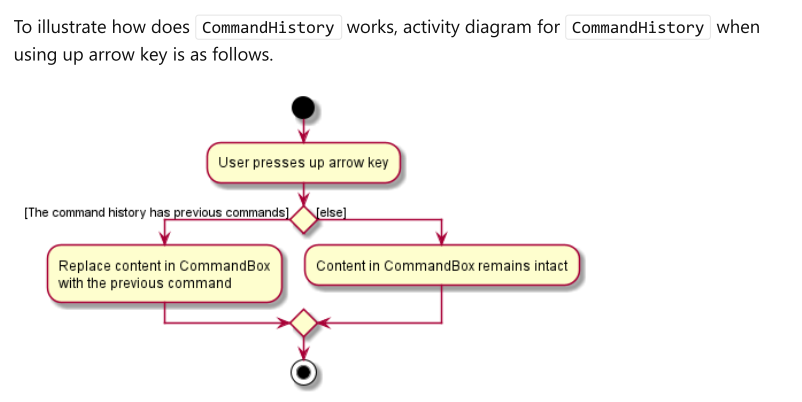 To illustrate how does CommandHistory works, activity diagram for CommandHistory when
using up arrow key is as follows.
User presses up arrow key
[The command history has previous commands]
[else]
Replace content in CommandBox
with the previous command
Content in CommandBox remains intact